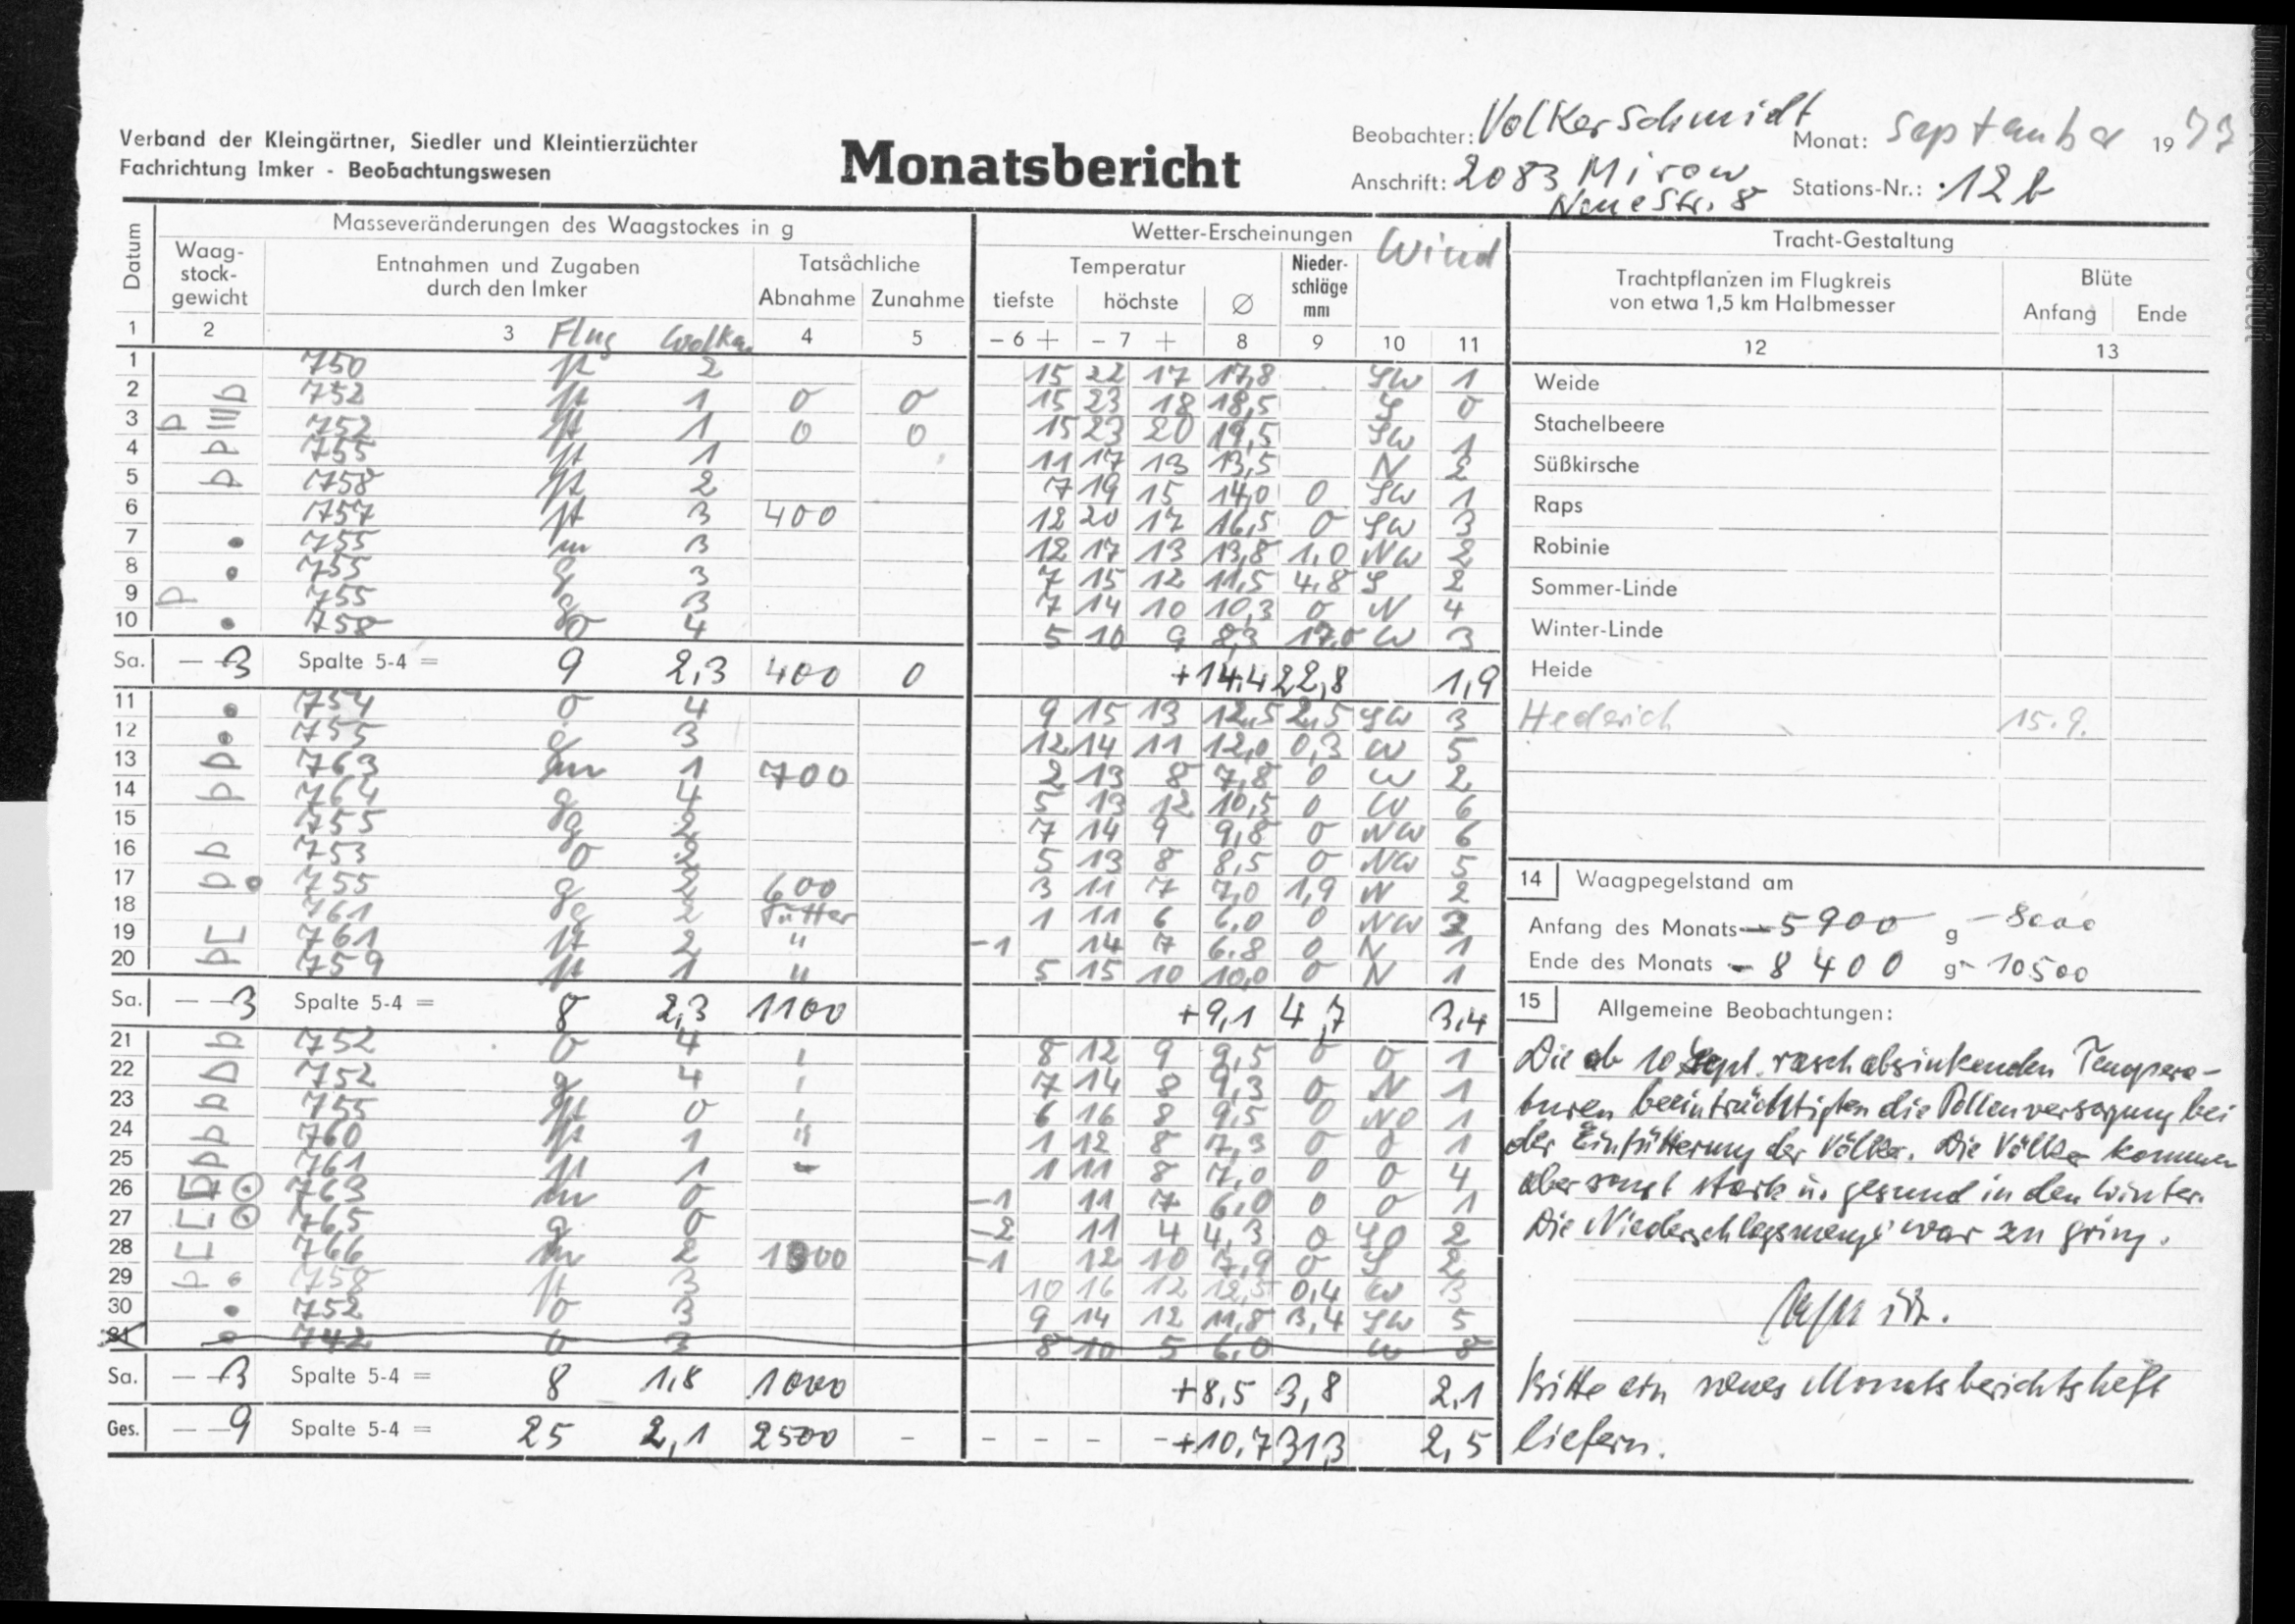 Verband der Kleingärtner, Siedler und Kleintierzüchter
Fachrichtung Imker - Beobachtungswesen
Monatsbericht
Beobachter: Volker Schmidt
Monat: September 19
Anschrift: 2083 Mirow
Neue Str. 8
Stations-Nr.: 12 b
Datum
Masseveränderungen des Waagstockes in g
Waag-
stock-
gewicht
Entnahmen und Zugaben
durch den Imker
Tatsächliche
Abnahme Zunahme
Wetter-Erscheinungen Wind
Temperatur
tiefste höchste ∅
Nieder-
schläge
mm
Tracht-Gestaltung
Trachtpflanzen im Flugkreis
von etwa 1,5 km Halbmesser
Blüte
Anfang Ende
1 2 3 Flug Wolken 4 5 – 6 + – 7 + 8 9 10 11 12 13
1 750 2 15 22 17 17,8 SW 1
2 752 1 0 0 15 23 18 18,5 S 0
3 752 1 0 0 15 23 20 19,5 SW 1
4 755 1 11 17 13 13,5 N 2
5 758 2 7 19 15 14,0 0 SW 1
6 757 3 400 12 20 17 16,5 0 SW 3
7 755 m 3 12 17 13 13,8 1,0 NW 2
8 755 g 3 7 15 12 11,5 4,8 S 2
9 755 g 3 7 14 10 10,3 0 N 4
10 758 4 5 10 9 8,3 17,0 W 3
Sa. – -3 Spalte 5-4 = 9 2,3 400 0 +14,4 22,8 1,9
11 754 0 4 9 15 13 12,5 2,5 SW 3
12 755 g 3 12 14 11 12,0 0,3 W 5
13 763 1 700 2 13 8 7,8 0 W 2
14 764 g 4 5 13 12 10,5 0 W 6
15 755 2 7 14 9 9,8 0 NW 6
16 753 0 2 5 13 8 8,5 0 NW 5
17 755 g 2 600 3 11 7 7,0 1,9 N 2
18 761 2 Futter 1 11 6 6,0 0 NW
19 761 2 " -1 14 7 6.8 0 N 1
20 759 1 " 5 15 10 10,0 0 N 1
Sa. – -3 Spalte 5-4 = 8 2,3 1100 +9,1 4,7 3,4
21 752 0 4 8 12 9 9,5 0 0 1
22 752 g 4 7 14 8 9,3 0 N 1
23 755 0 6 16 8 9,5 0 NO 1
24 760 1 " 1 12 8 7,3 0 0 1
25 761 1 1 11 8 7,0 0 0 4
26 763 m 0 -1 11 7 6,0 0 0 1
27 765 g 0 -2 11 4 4,3 0 SO 2
28 766 m 2 -1 12 10 7,9 0 S 2
29 758 3 10 16 12 12,5 0,4 W 3
30 752 0 3 9 14 12 11,8 3,4 SW 5
31 742 0 3 8 10 5 6,0 W 8
Sa. – -3 Spalte 5-4 = 8 1,8 1000 +8,5 3,8 2,1
Ges. – -9 Spalte 5-4 = 25 2,1 2500 – – – – – +10,7 31,3 2,5
Weide
Stachelbeere
Süßkirsche
Raps
Robinie
Sommer-Linde
Winter-Linde
Heide
Hederich 15.9.
14 Waagpegelstand am
Anfang des Monats -5900 g - 8000
Ende des Monats - 8400 g - 10500
15 Allgemeine Beobachtungen:
Die ab 10 Sept. rasch absinkenden Tempera-
turen beeinträchtigten die Pollenversorgung bei
der Einfütterung der Völker. Die Völker kommen
aber sonst stark u. gesund in den Winter.
Die Niederschlagsmenge war zu gring.
Bitte ein neues Monatsberichtsheft
liefern.
Julius Kühn-Institut